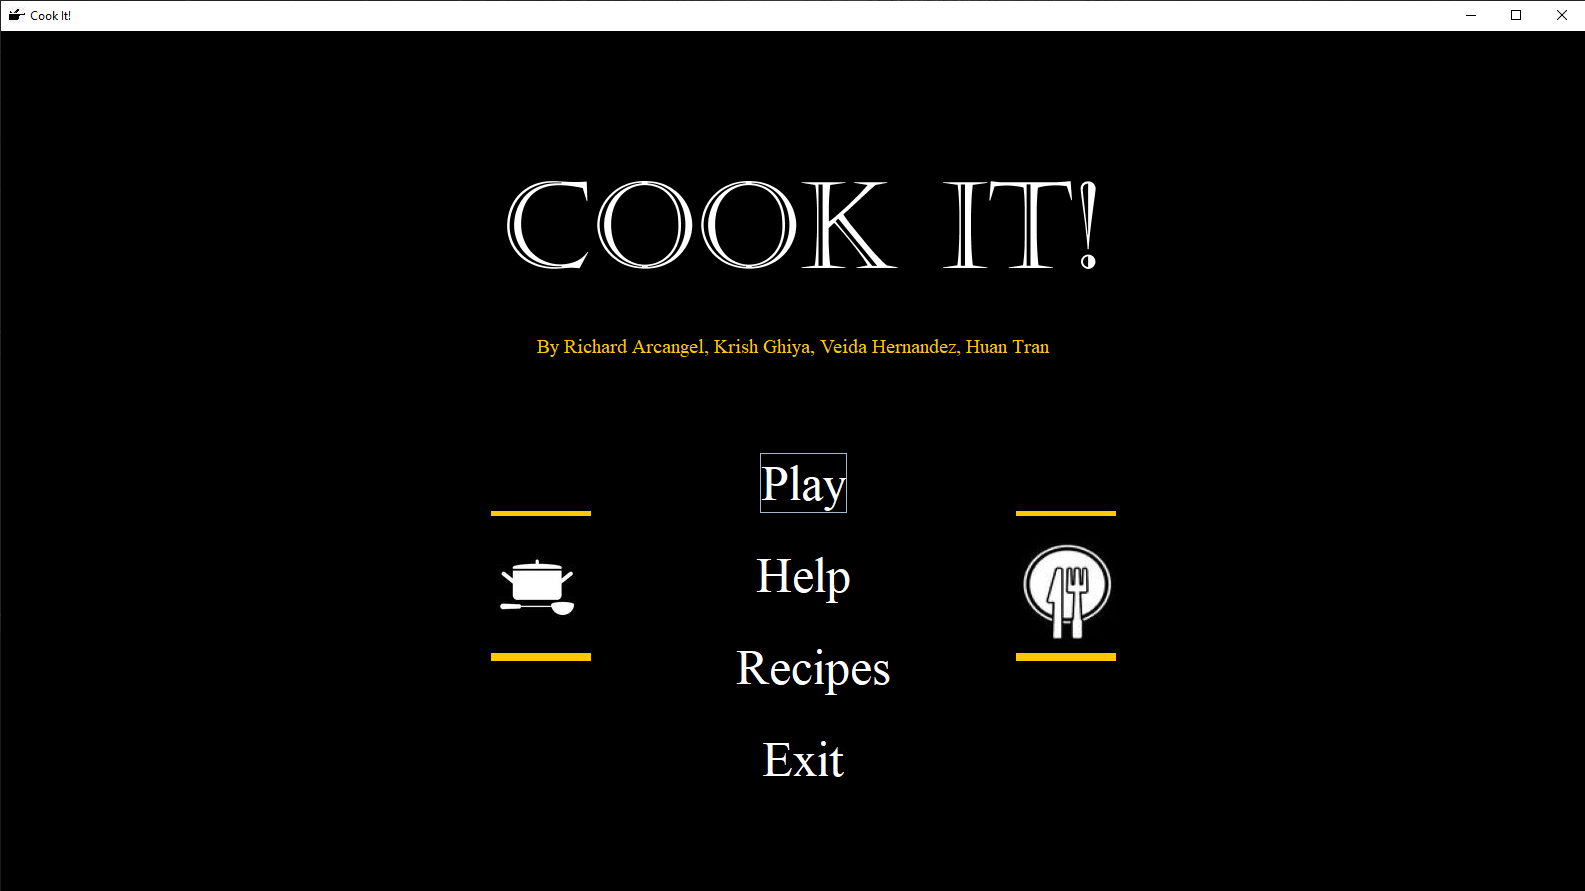 Cook It!
COOK IT!
By Richard Arcangel, Krish Ghiya, Veida Hernandez, Huan Tran
Play
Help
Recipes
Exit